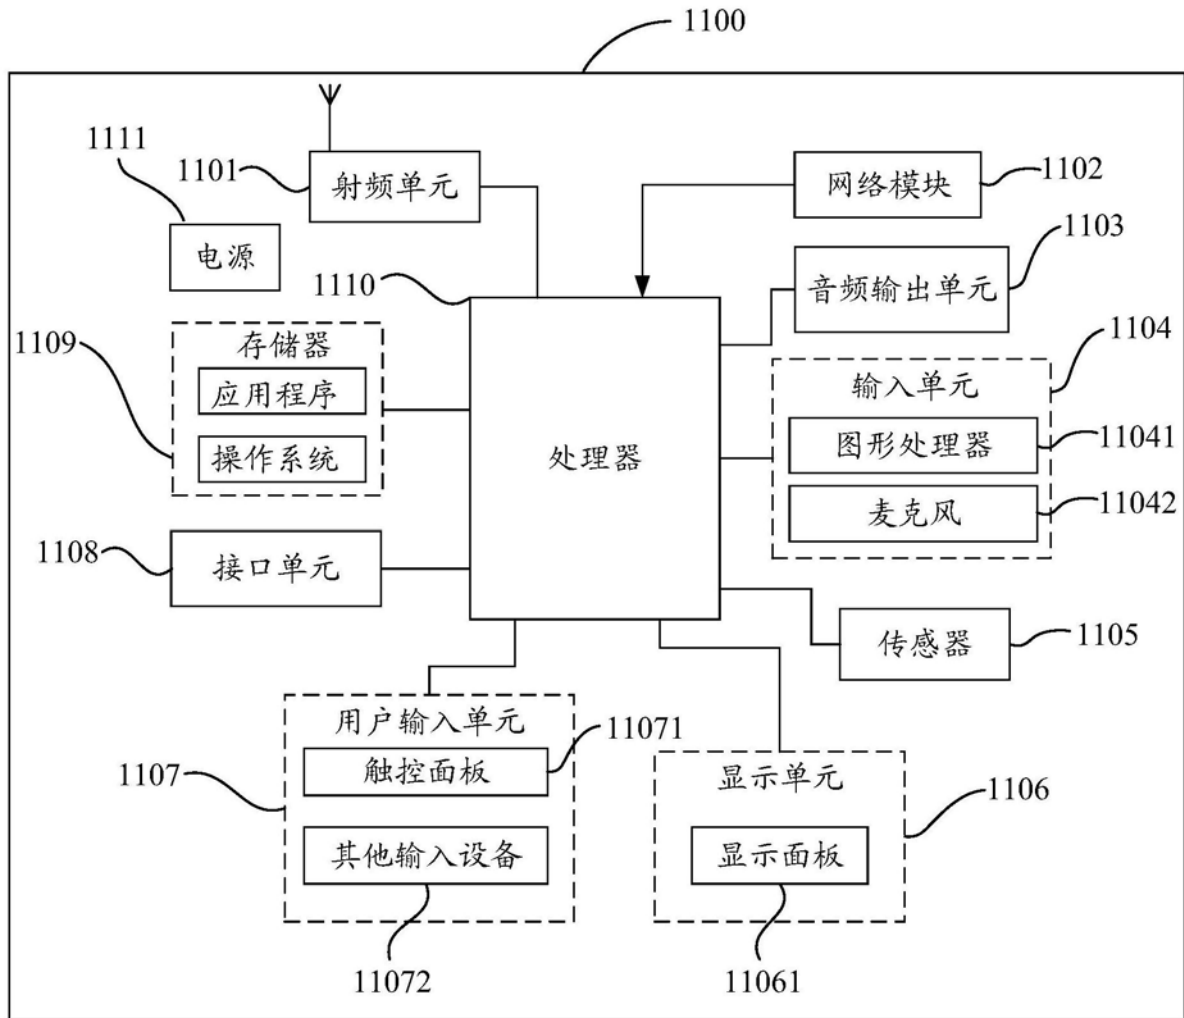 1100
1111
1101
射频单元
网络模块
1102
电源
1103
音频输出单元
1110
1109
存储器
应用程序
操作系统
1104
输入单元
图形处理器
11041
麦克风
11042
处理器
1108
接口单元
传感器
1105
用户输入单元
11071
触控面板
1107
其他输入设备
11072
显示单元
1106
显示面板
11061